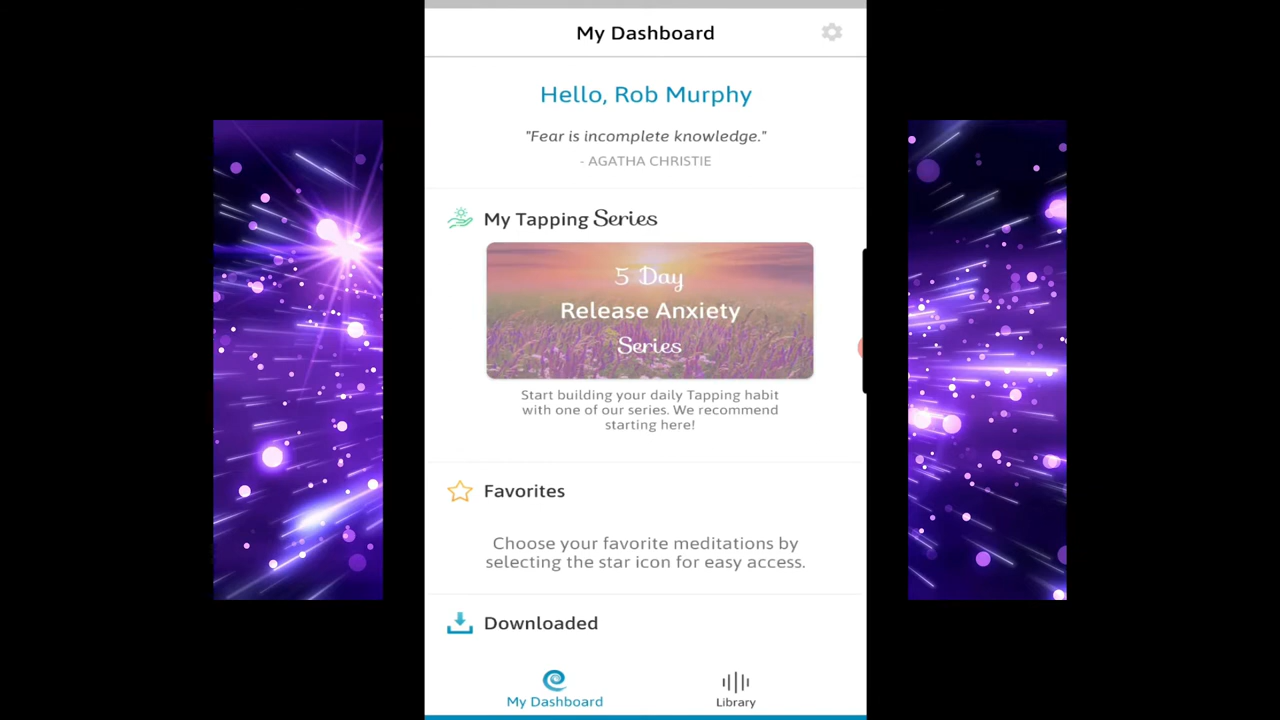 My Dashboard
Hello, Rob Murphy
"Fear is incomplete knowledge."
- AGATHA CHRISTIE
My Tapping Series
5 Day
Release Anxiety
Series
Start building your daily Tapping habit
with one of our series. We recommend
starting here!
Favorites
Choose your favorite meditations by
selecting the star icon for easy access.
Downloaded
My Dashboard
Library